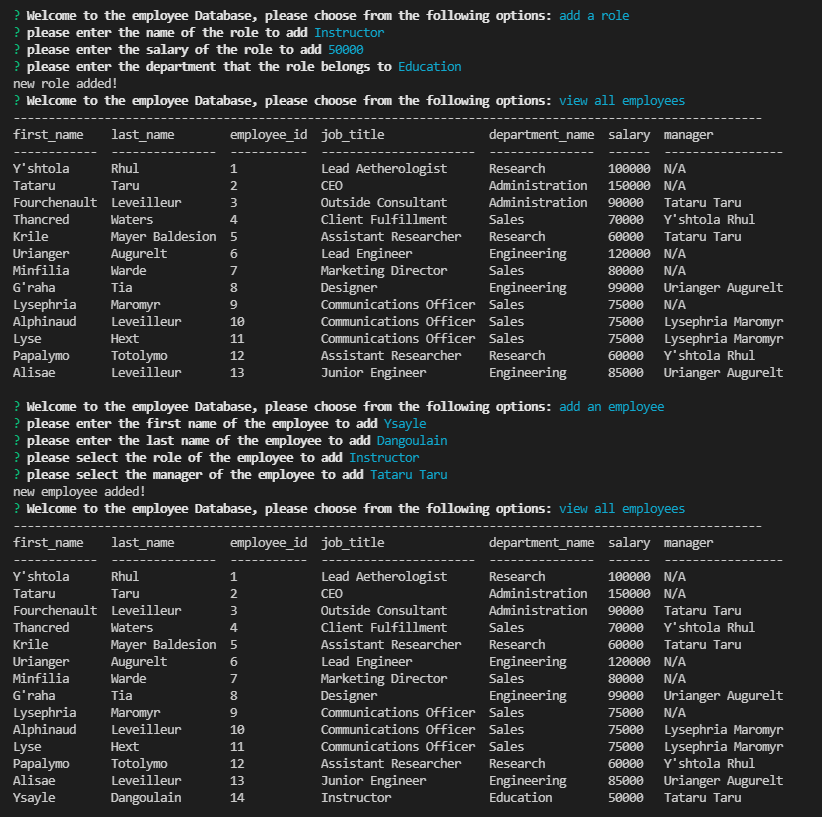 ? Welcome to the employee Database, please choose from the following options: add a role
? please enter the name of the role to add Instructor
? please enter the salary of the role to add 50000
? please enter the department that the role belongs to Education
new role added!
? Welcome to the employee Database, please choose from the following options: view all employees
-----------------------------------------------------------------------------------------------------------
first_name    last_name        employee_id  job_title               department_name  salary  manager
------------  ---------------  -----------  ----------------------  ---------------  ------  -----------------
Y'shtola      Rhul             1            Lead Aetherologist      Research         100000  N/A
Tataru        Taru             2            CEO                     Administration   150000  N/A
Fourchenault  Leveilleur       3            Outside Consultant      Administration   90000   Tataru Taru
Thancred      Waters           4            Client Fulfillment      Sales            70000   Y'shtola Rhul
Krile         Mayer Baldesion  5            Assistant Researcher    Research         60000   Tataru Taru
Urianger      Augurelt         6            Lead Engineer           Engineering      120000  N/A
Minfilia      Warde            7            Marketing Director      Sales            80000   N/A
G'raha        Tia              8            Designer                Engineering      99000   Urianger Augurelt
Lysephria     Maromyr          9            Communications Officer  Sales            75000   N/A
Alphinaud     Leveilleur       10           Communications Officer  Sales            75000   Lysephria Maromyr
Lyse          Hext             11           Communications Officer  Sales            75000   Lysephria Maromyr
Papalymo      Totolymo         12           Assistant Researcher    Research         60000   Y'shtola Rhul
Alisae        Leveilleur       13           Junior Engineer         Engineering      85000   Urianger Augurelt
? Welcome to the employee Database, please choose from the following options: add an employee
? please enter the first name of the employee to add Ysayle
? please enter the last name of the employee to add Dangoulain
? please select the role of the employee to add Instructor
? please select the manager of the employee to add Tataru Taru
new employee added!
? Welcome to the employee Database, please choose from the following options: view all employees
-----------------------------------------------------------------------------------------------------------
first_name    last_name        employee_id  job_title               department_name  salary  manager
------------  ---------------  -----------  ----------------------  ---------------  ------  -----------------
Y'shtola      Rhul             1            Lead Aetherologist      Research         100000  N/A
Tataru        Taru             2            CEO                     Administration   150000  N/A
Fourchenault  Leveilleur       3            Outside Consultant      Administration   90000   Tataru Taru
Thancred      Waters           4            Client Fulfillment      Sales            70000   Y'shtola Rhul
Krile         Mayer Baldesion  5            Assistant Researcher    Research         60000   Tataru Taru
Urianger      Augurelt         6            Lead Engineer           Engineering      120000  N/A
Minfilia      Warde            7            Marketing Director      Sales            80000   N/A
G'raha        Tia              8            Designer                Engineering      99000   Urianger Augurelt
Lysephria     Maromyr          9            Communications Officer  Sales            75000   N/A
Alphinaud     Leveilleur       10           Communications Officer  Sales            75000   Lysephria Maromyr
Lyse          Hext             11           Communications Officer  Sales            75000   Lysephria Maromyr
Papalymo      Totolymo         12           Assistant Researcher    Research         60000   Y'shtola Rhul
Alisae        Leveilleur       13           Junior Engineer         Engineering      85000   Urianger Augurelt
Ysayle        Dangoulain       14           Instructor              Education        50000   Tataru Taru